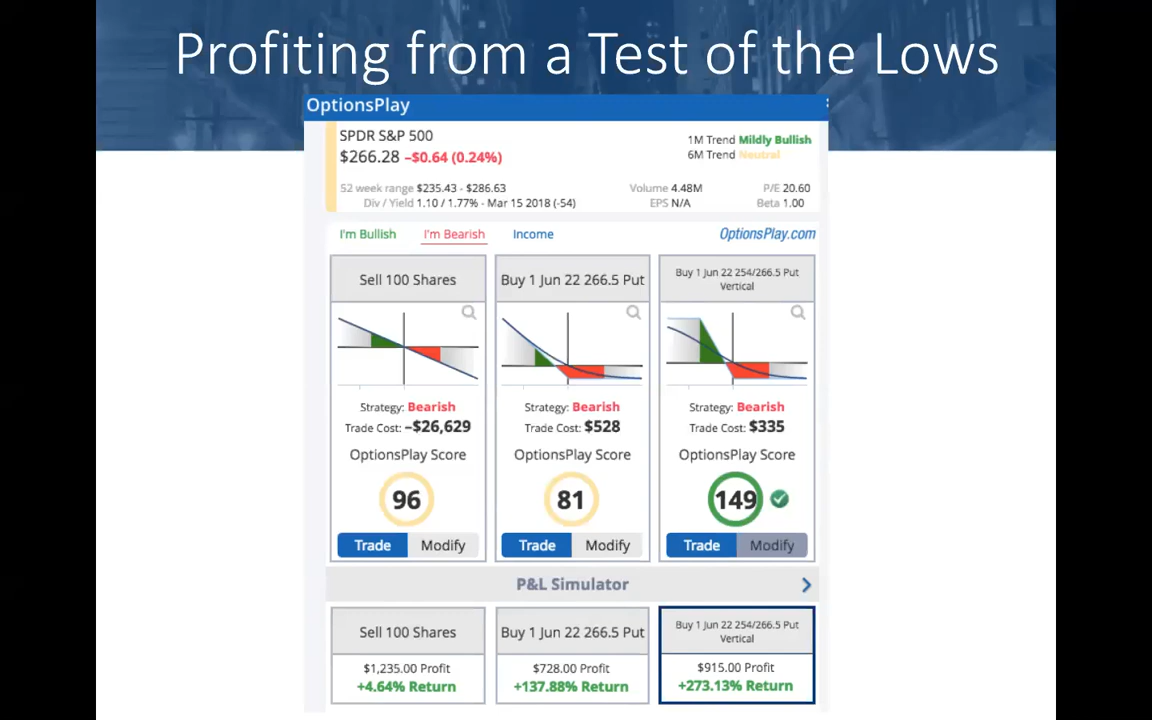 Profiting from a Test of the Lows
OptionsPlay
SPDR S&P 500
$266.28 –$0.64 (0.24%)
1M Trend Mildly Bullish
6M Trend Neutral
52 week range $235.43 - $286.63
Div / Yield 1.10 / 1.77% - Mar 15 2018 (-54)
Volume 4.48M
EPS N/A
P/E 20.60
Beta 1.00
I'm Bullish
I'm Bearish
Income
OptionsPlay.com
Sell 100 Shares
Strategy: Bearish
Trade Cost: –$26,629
OptionsPlay Score
96
Trade Modify
Buy 1 Jun 22 266.5 Put
Strategy: Bearish
Trade Cost: $528
OptionsPlay Score
81
Trade Modify
Buy 1 Jun 22 254/266.5 Put
Vertical
Strategy: Bearish
Trade Cost: $335
OptionsPlay Score
149
Trade Modify
P&L Simulator
Sell 100 Shares
$1,235.00 Profit
+4.64% Return
Buy 1 Jun 22 266.5 Put
$728.00 Profit
+137.88% Return
Buy 1 Jun 22 254/266.5 Put
Vertical
$915.00 Profit
+273.13% Return